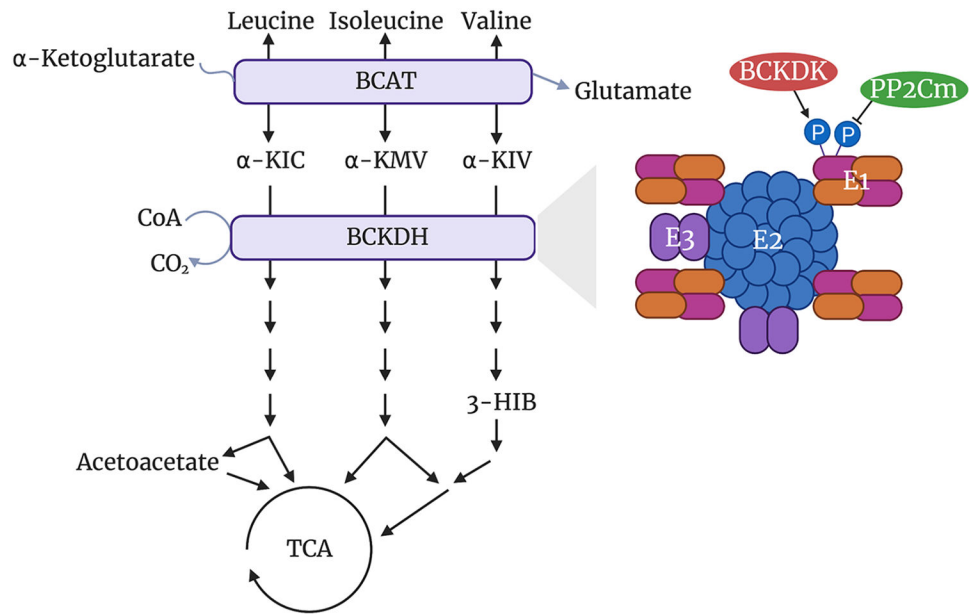 Leucine Isoleucine Valine
α-Ketoglutarate
BCAT
Glutamate
α-KIC α-KMV α-KIV
CoA
BCKDH
CO₂
3-HIB
Acetoacetate
TCA
BCKDK
PP2Cm
P P
E1
E3 E2